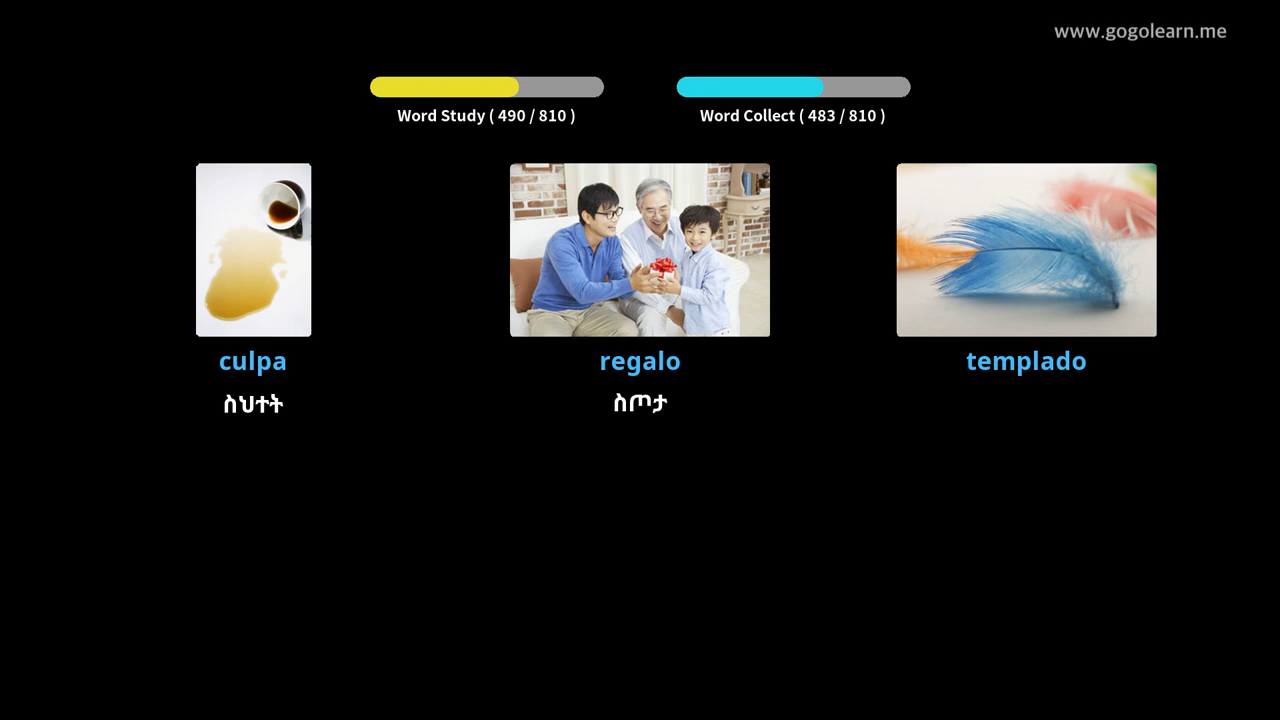 www.gogolearn.me
Word Study ( 490 / 810 )
Word Collect ( 483 / 810 )
culpa
regalo
templado
ስህተት
ስጦታ